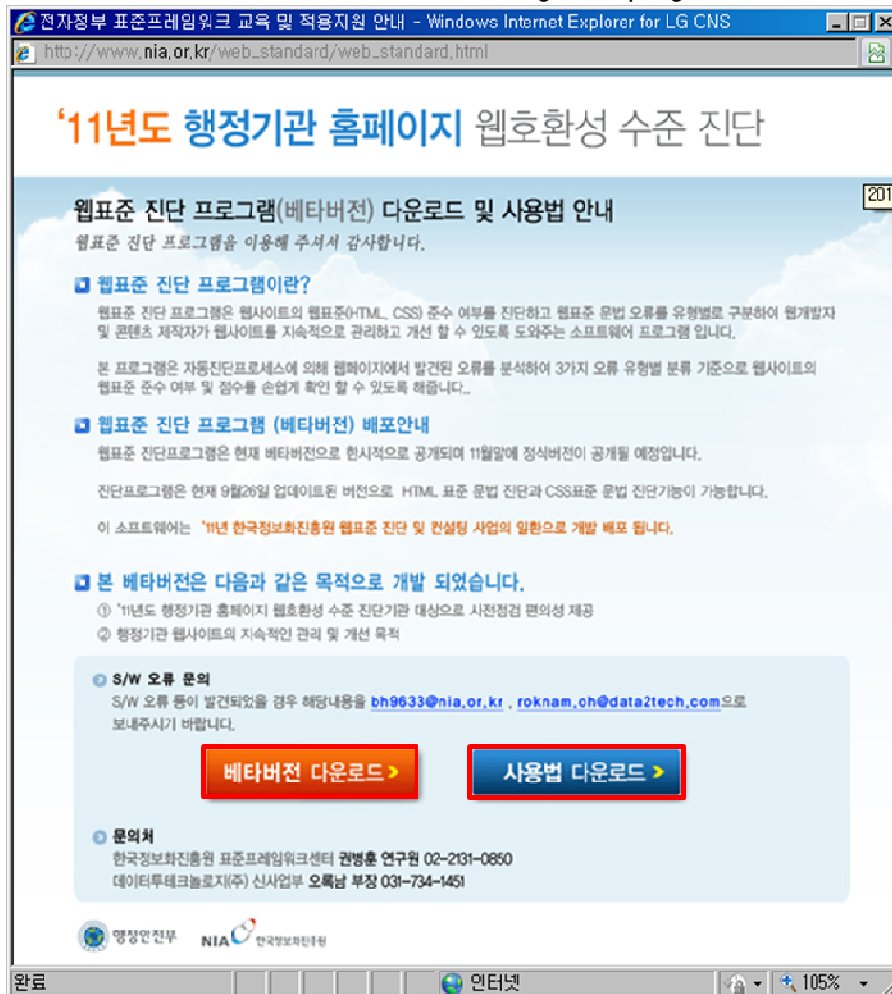 전자정부 표준프레임워크 교육 및 적용지원 안내 - Windows Internet Explorer for LG CNS
http://www.nia.or.kr/web_standard/web_standard.html
'11년도 행정기관 홈페이지 웹호환성 수준 진단
201
웹표준 진단 프로그램(베타버전) 다운로드 및 사용법 안내
웹표준 진단 프로그램을 이용해 주셔서 감사합니다.
웹표준 진단 프로그램이란?
웹표준 진단 프로그램은 웹사이트의 웹표준(HTML, CSS) 준수 여부를 진단하고 웹표준 문법 오류를 유형별로 구분하여 웹개발자
및 콘텐츠 제작자가 웹사이트를 지속적으로 관리하고 개선 할 수 있도록 도와주는 소프트웨어 프로그램 입니다.
본 프로그램은 자동진단프로세스에 의해 웹페이지에서 발견된 오류를 분석하여 3가지 오류 유형별 분류 기준으로 웹사이트의
웹표준 준수 여부 및 점수를 손쉽게 확인 할 수 있도록 해줍니다..
웹표준 진단 프로그램 (베타버전) 배포안내
웹표준 진단프로그램은 현재 베타버전으로 한시적으로 공개되며 11월말에 정식버전이 공개될 예정입니다.
진단프로그램은 현재 9월26일 업데이트된 버전으로 HTML 표준 문법 진단과 CSS표준 문법 진단기능이 가능합니다.
이 소프트웨어는 '11년 한국정보화진흥원 웹표준 진단 및 컨설팅 사업의 일환으로 개발 배포 됩니다.
본 베타버전은 다음과 같은 목적으로 개발 되었습니다.
① '11년도 행정기관 홈페이지 웹호환성 수준 진단기관 대상으로 사전점검 편의성 제공
② 행정기관 웹사이트의 지속적인 관리 및 개선 목적
S/W 오류 문의
S/W 오류 등이 발견되었을 경우 해당내용을 bh9633@nia.or.kr , roknam.oh@data2tech.com으로
보내주시기 바랍니다.
베타버전 다운로드 >
사용법 다운로드 >
문의처
한국정보화진흥원 표준프레임워크센터 권병훈 연구원 02-2131-0850
데이터투테크놀로지(주) 신사업부 오록남 부장 031-734-1451
행정안전부 NIA 한국정보화진흥원
완료 인터넷 105%